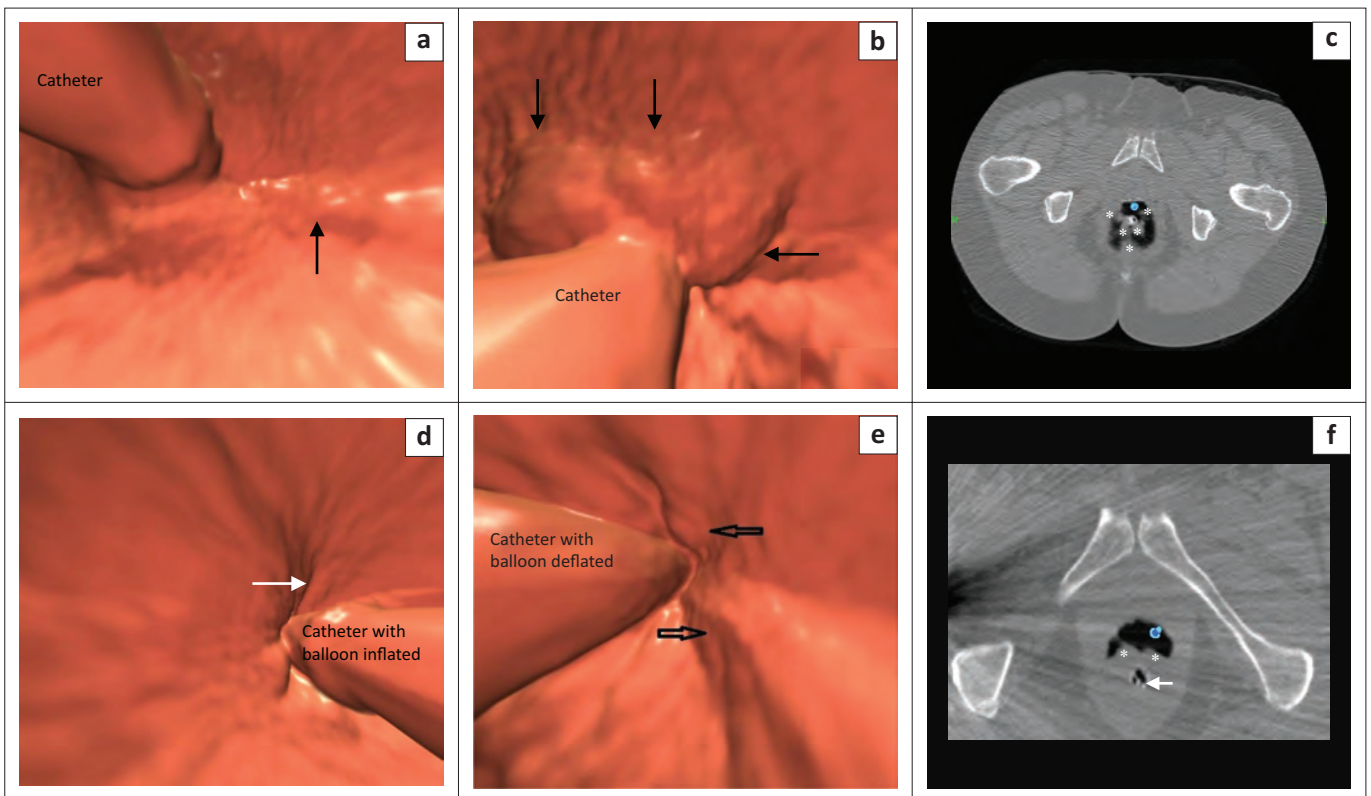 a
Catheter
b
Catheter
c
*
*
*
*
*
d
Catheter with
balloon inflated
e
Catheter with
balloon deflated
f
*
*